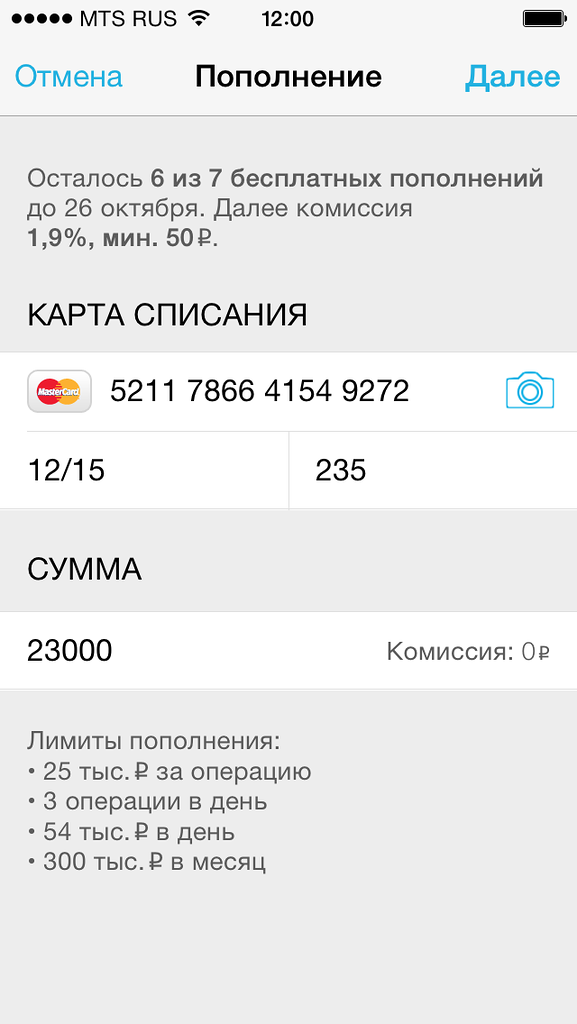 MTS RUS 12:00
Отмена Пополнение Далее
Осталось 6 из 7 бесплатных пополнений
до 26 октября. Далее комиссия
1,9%, мин. 50 ₽.
КАРТА СПИСАНИЯ
MasterCard 5211 7866 4154 9272
12/15 235
СУММА
23000 Комиссия: 0 ₽
Лимиты пополнения:
• 25 тыс. ₽ за операцию
• 3 операции в день
• 54 тыс. ₽ в день
• 300 тыс. ₽ в месяц